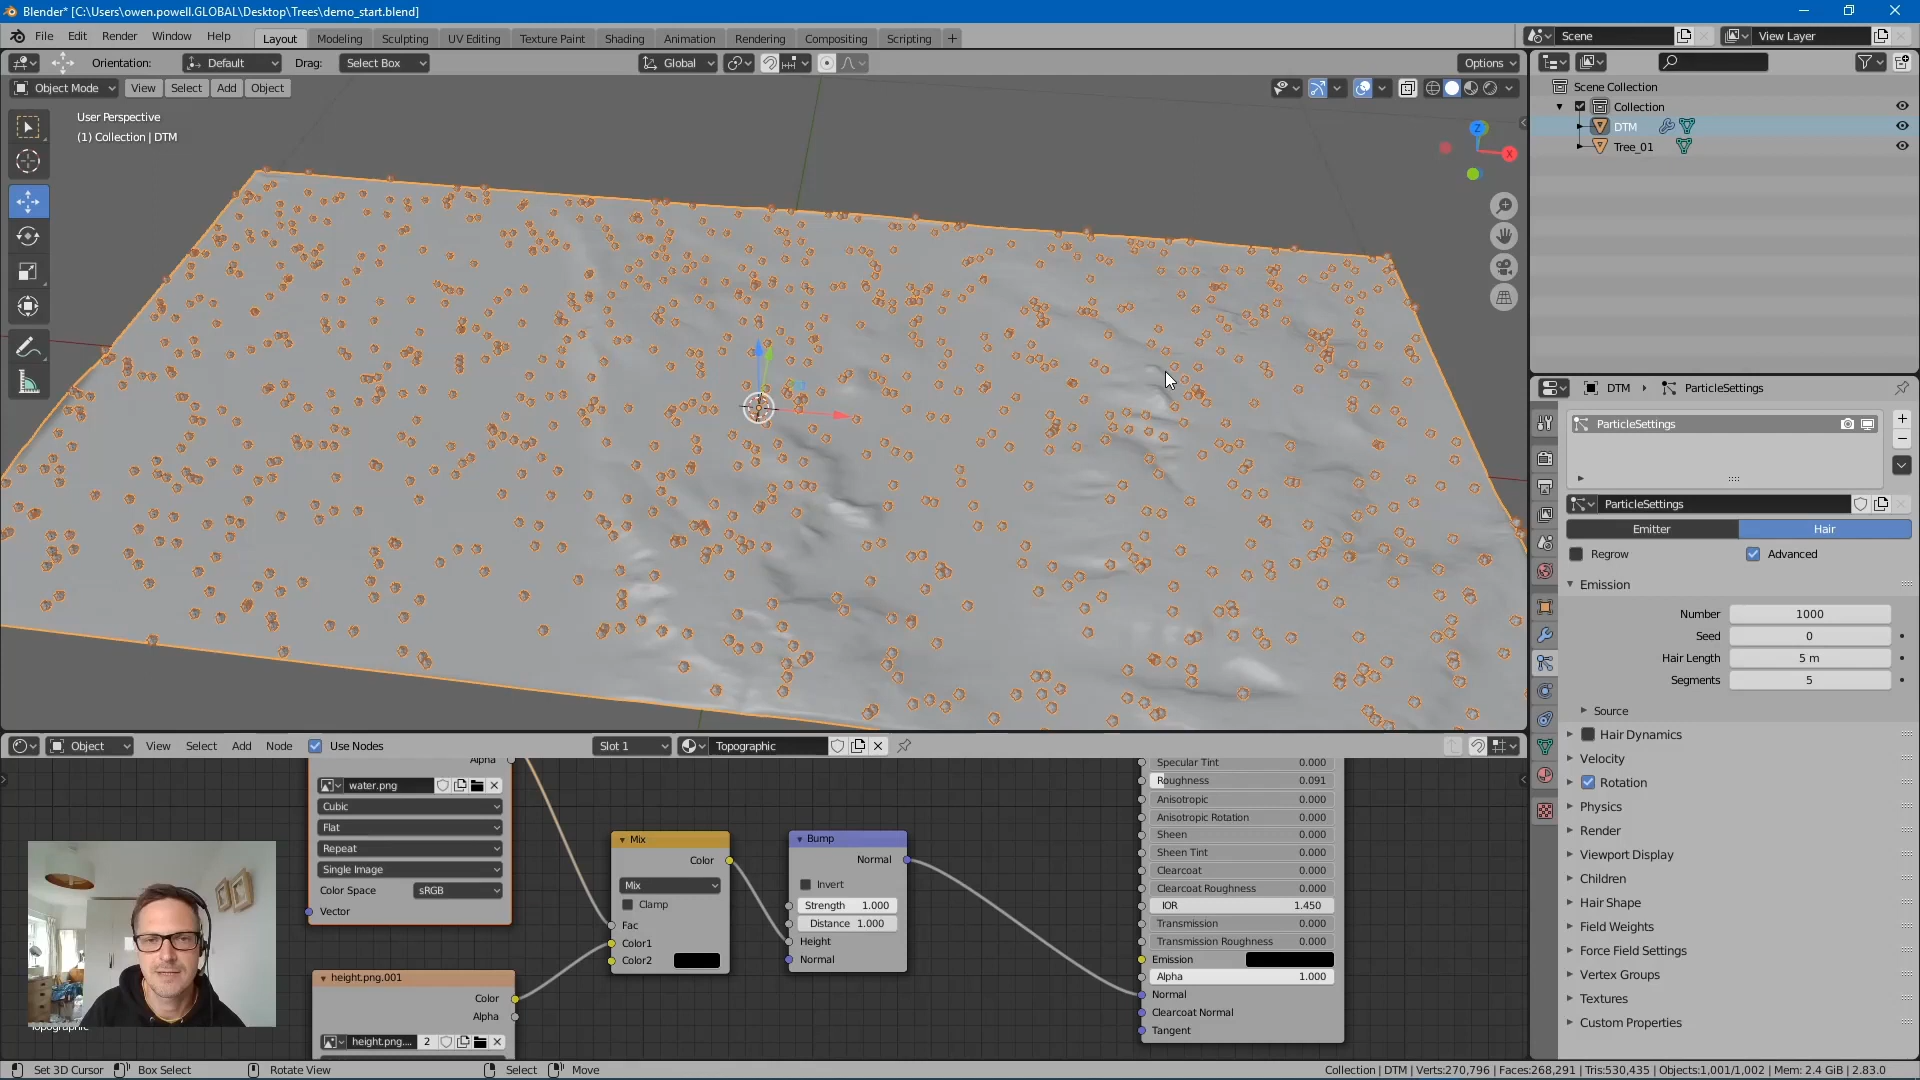 Blender* [C:\Users\owen.powell.GLOBAL\Desktop\Trees\demo_start.blend]
File Edit Render Window Help Layout Modeling Sculpting UV Editing Texture Paint Shading Animation Rendering Compositing Scripting + Scene View Layer
Orientation: Default Drag: Select Box Global Options
Object Mode View Select Add Object
User Perspective
(1) Collection | DTM
Z
X
Scene Collection
Collection
DTM
Tree_01
DTM ParticleSettings
ParticleSettings
ParticleSettings
Emitter Hair
Regrow Advanced
Emission
Number 1000
Seed 0
Hair Length 5 m
Segments 5
Source
Hair Dynamics
Velocity
Rotation
Physics
Render
Viewport Display
Children
Hair Shape
Field Weights
Force Field Settings
Vertex Groups
Textures
Custom Properties
Object View Select Add Node Use Nodes Slot 1 Topographic
Alpha
water.png
Cubic
Flat
Repeat
Single Image
Color Space sRGB
Vector
height.png.001
Color
Alpha
height.png.... 2
Mix
Color
Mix
Clamp
Fac
Color1
Color2
Bump
Normal
Invert
Strength 1.000
Distance 1.000
Height
Normal
Specular Tint 0.000
Roughness 0.091
Anisotropic 0.000
Anisotropic Rotation 0.000
Sheen 0.000
Sheen Tint 0.000
Clearcoat 0.000
Clearcoat Roughness 0.000
IOR 1.450
Transmission 0.000
Transmission Roughness 0.000
Emission
Alpha 1.000
Normal
Clearcoat Normal
Tangent
Topographic
Set 3D Cursor Box Select Rotate View Select Move Collection | DTM | Verts:270,796 | Faces:268,291 | Tris:530,435 | Objects:1,001/1,002 | Mem: 2.4 GiB | 2.83.0